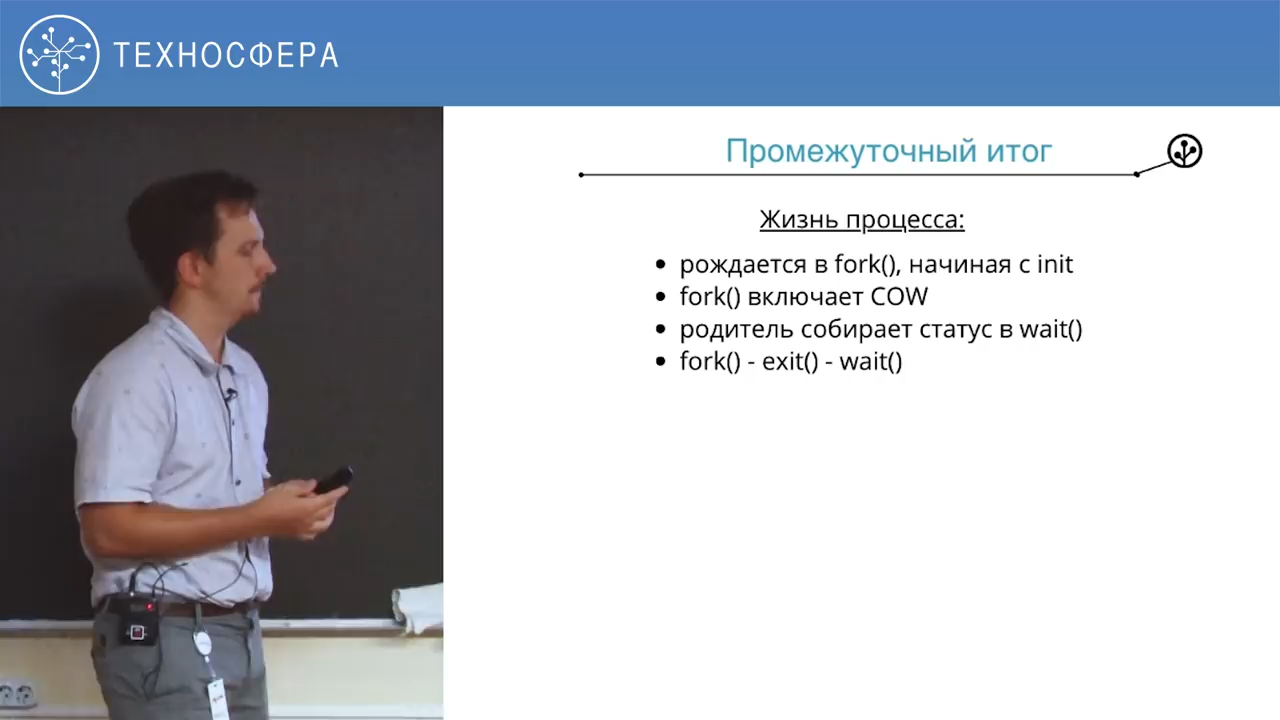 ТЕХНОСФЕРА
Промежуточный итог
Жизнь процесса:
• рождается в fork(), начиная с init
• fork() включает COW
• родитель собирает статус в wait()
• fork() - exit() - wait()